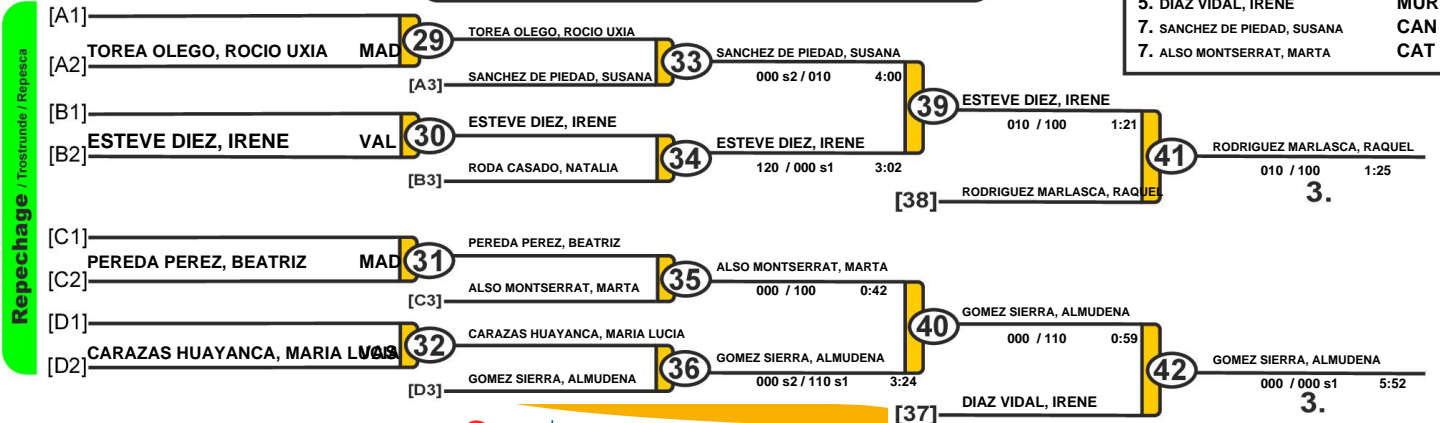 5. DIAZ VIDAL, IRENE MUR
7. SANCHEZ DE PIEDAD, SUSANA CAN
7. ALSO MONTSERRAT, MARTA CAT
Repechage / Trostrunde / Repesca
[A1]
TOREA OLEGO, ROCIO UXIA MAD
[A2]
29
TOREA OLEGO, ROCIO UXIA
SANCHEZ DE PIEDAD, SUSANA
[A3]
33
SANCHEZ DE PIEDAD, SUSANA
000 s2 / 010 4:00
[B1]
ESTEVE DIEZ, IRENE VAL
[B2]
30
ESTEVE DIEZ, IRENE
RODA CASADO, NATALIA
[B3]
34
ESTEVE DIEZ, IRENE
120 / 000 s1 3:02
39
ESTEVE DIEZ, IRENE
010 / 100 1:21
RODRIGUEZ MARLASCA, RAQUEL
[38]
41
RODRIGUEZ MARLASCA, RAQUEL
010 / 100 1:25
3.
[C1]
PEREDA PEREZ, BEATRIZ MAD
[C2]
31
PEREDA PEREZ, BEATRIZ
ALSO MONTSERRAT, MARTA
[C3]
35
ALSO MONTSERRAT, MARTA
000 / 100 0:42
[D1]
CARAZAS HUAYANCA, MARIA LUCIA VAS
[D2]
32
CARAZAS HUAYANCA, MARIA LUCIA
GOMEZ SIERRA, ALMUDENA
[D3]
36
GOMEZ SIERRA, ALMUDENA
000 s2 / 110 s1 3:24
40
GOMEZ SIERRA, ALMUDENA
000 / 110 0:59
DIAZ VIDAL, IRENE
[37]
42
GOMEZ SIERRA, ALMUDENA
000 / 000 s1 5:52
3.